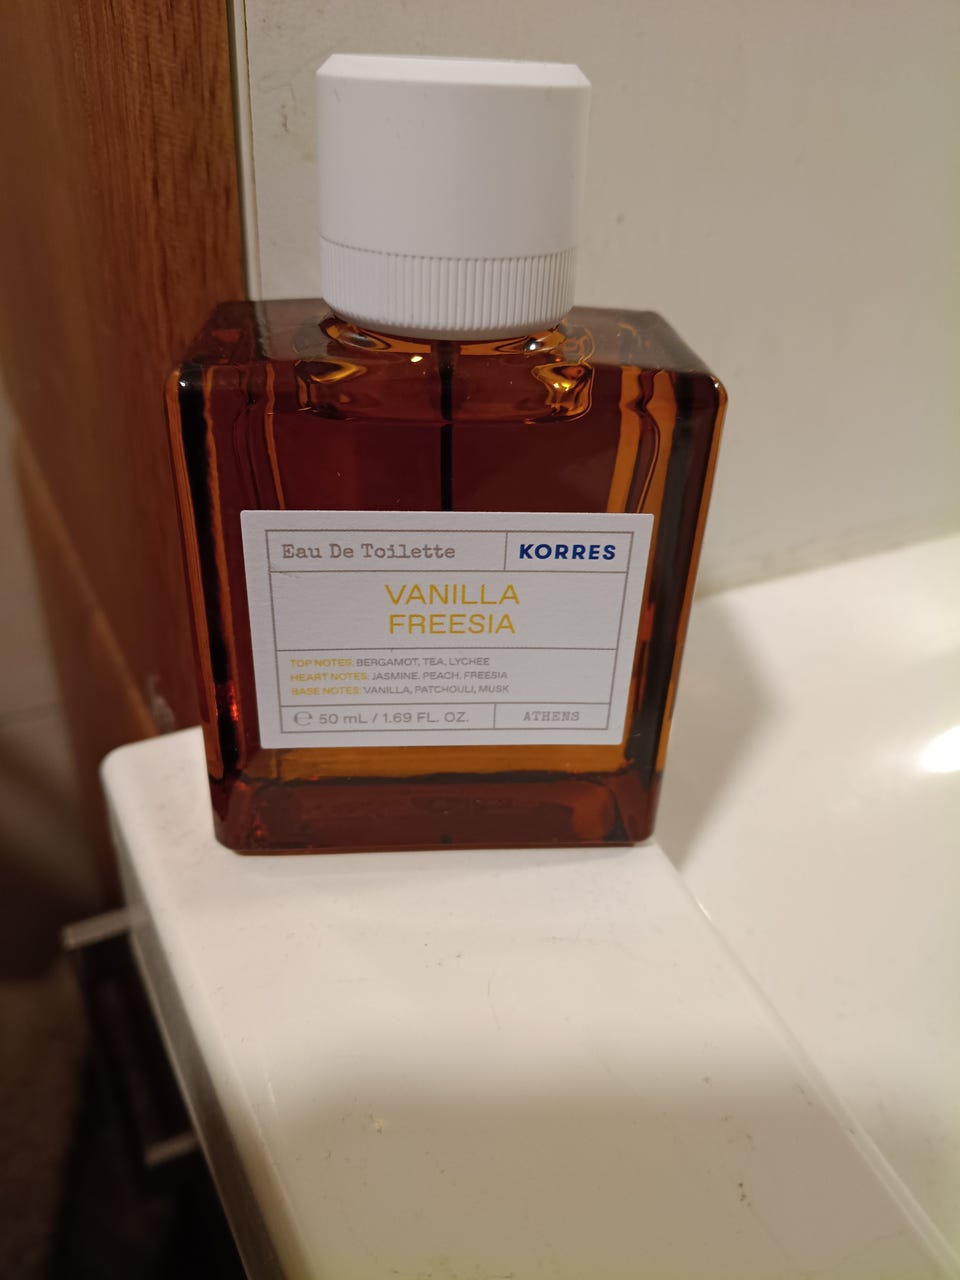 Eau De Toilette KORRES
VANILLA
FREESIA
TOP NOTES: BERGAMOT, TEA, LYCHEE
HEART NOTES: JASMINE, PEACH, FREESIA
BASE NOTES: VANILLA, PATCHOULI, MUSK
℮ 50 mL / 1.69 FL. OZ. ATHENS